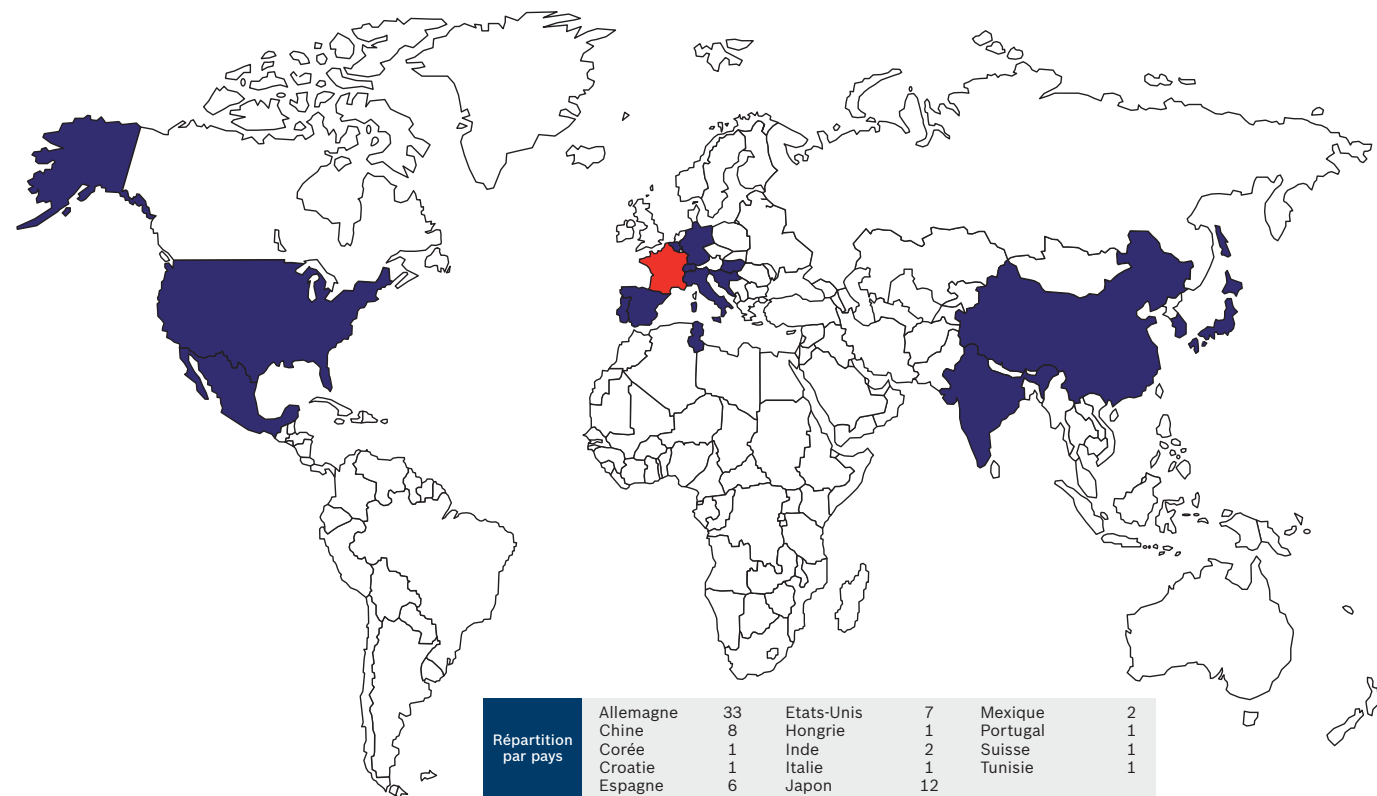 Répartition
par pays
Allemagne 33
Chine 8
Corée 1
Croatie 1
Espagne 6
Etats-Unis 7
Hongrie 1
Inde 2
Italie 1
Japon 12
Mexique 2
Portugal 1
Suisse 1
Tunisie 1